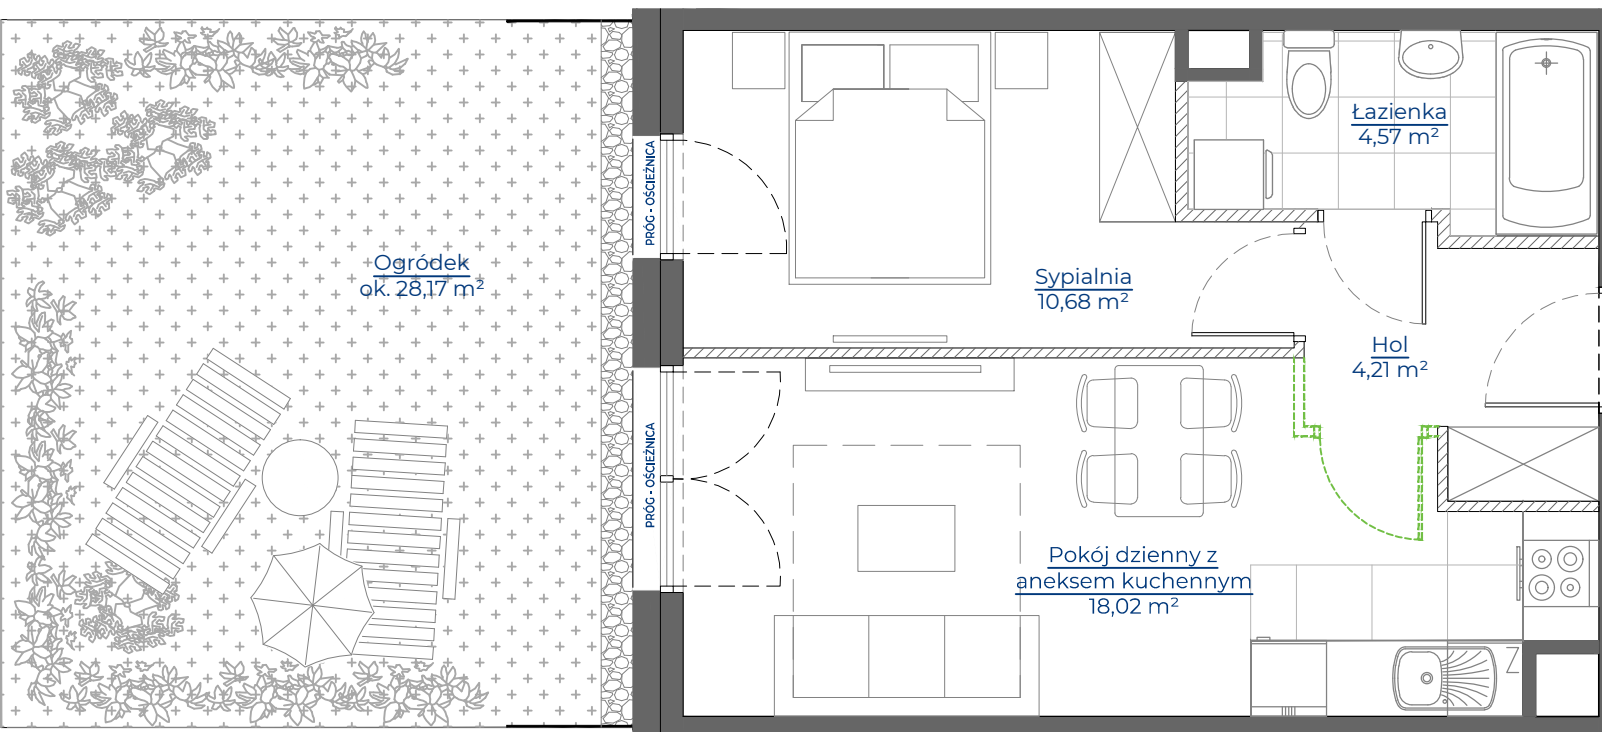 Ogródek
ok. 28,17 m²
PRÓG - OŚCIEŻNICA
PRÓG - OŚCIEŻNICA
Sypialnia
10,68 m²
Łazienka
4,57 m²
Hol
4,21 m²
Pokój dzienny z
aneksem kuchennym
18,02 m²
Z